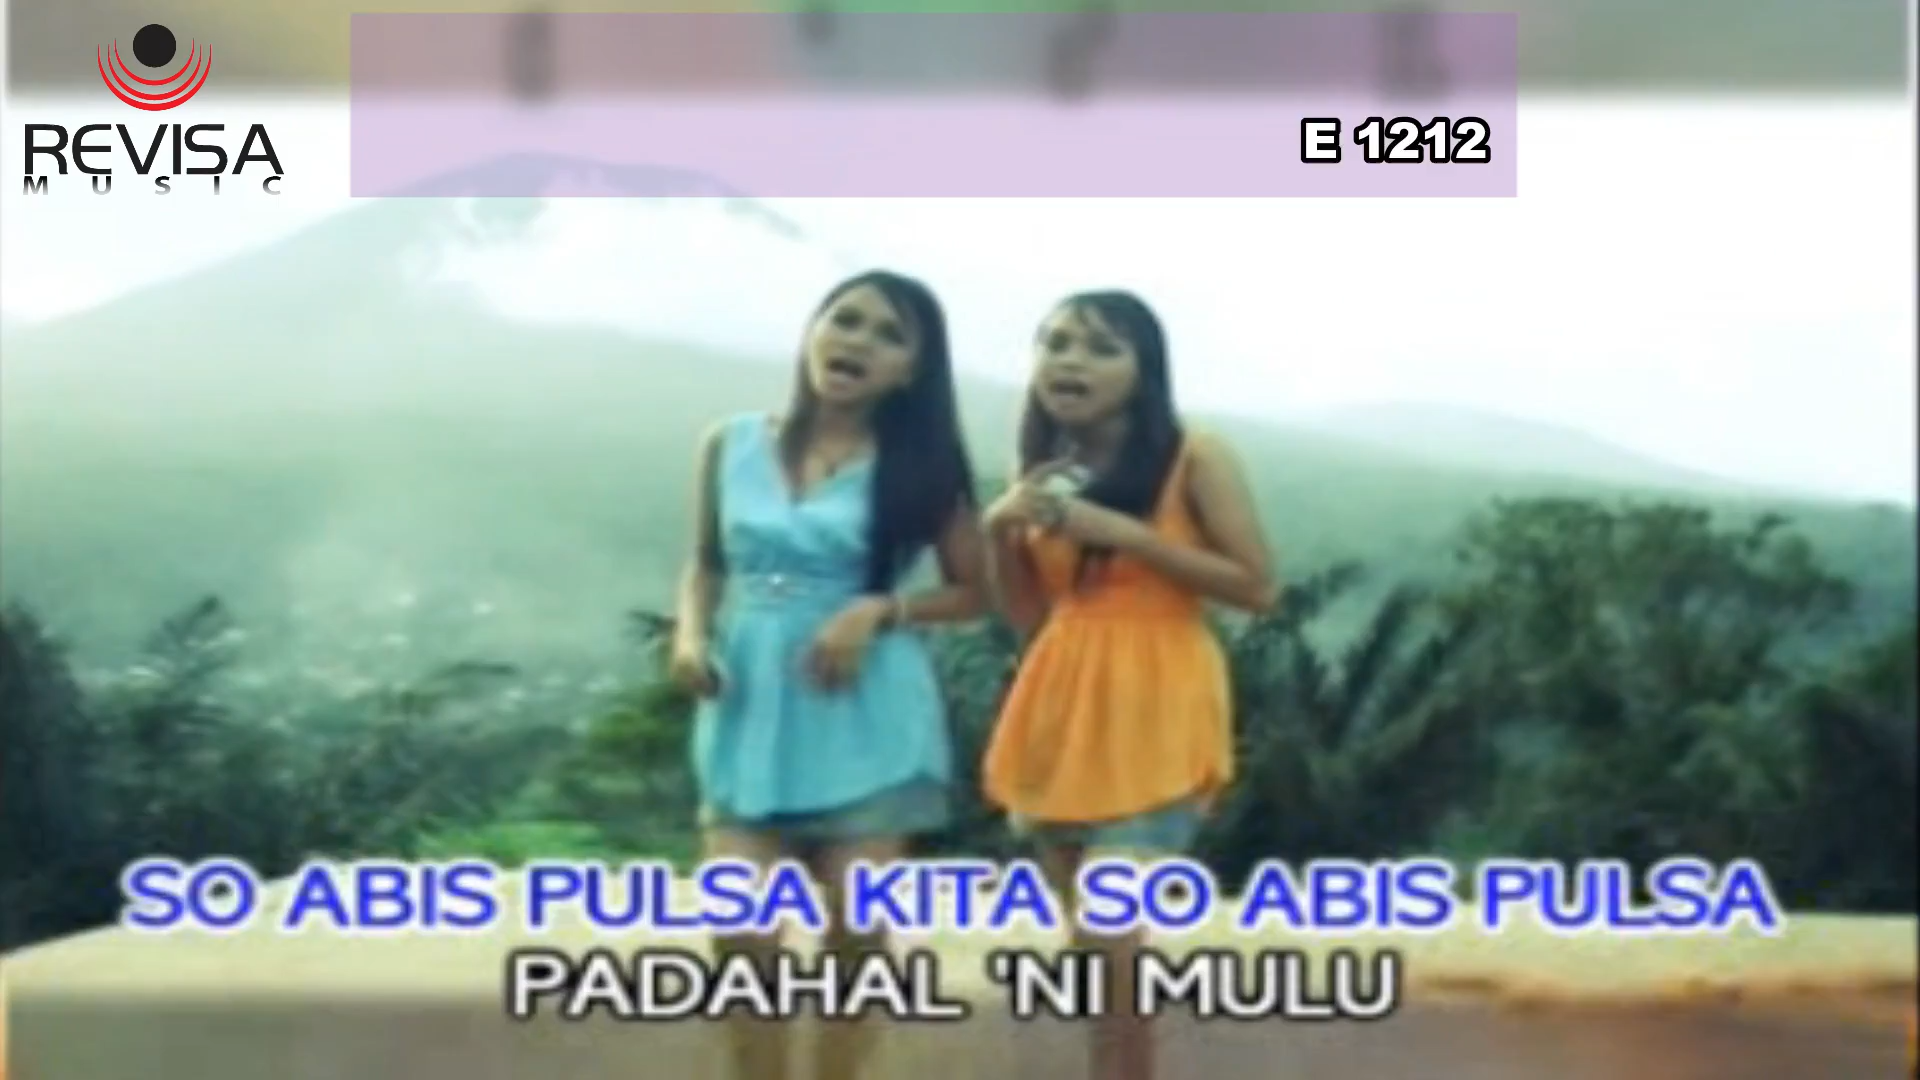 REVISA
MUSIC
E 1212
SO ABIS PULSA KITA SO ABIS PULSA
PADAHAL 'NI MULU